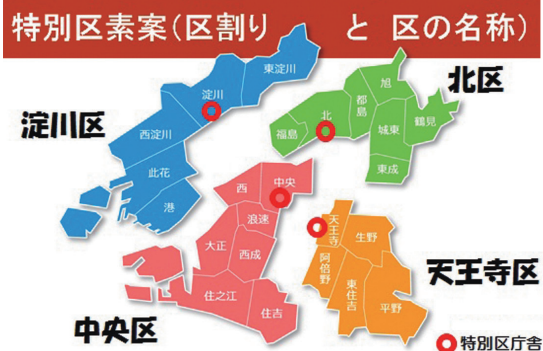 特別区素案(区割り と 区の名称)
東淀川
淀川
西淀川
此花
港
淀川区
旭
都島
北
福島
城東
鶴見
東成
北区
中央
西
浪速
大正
西成
住之江
住吉
中央区
天王寺
生野
阿倍野
東住吉
平野
天王寺区
特別区庁舎